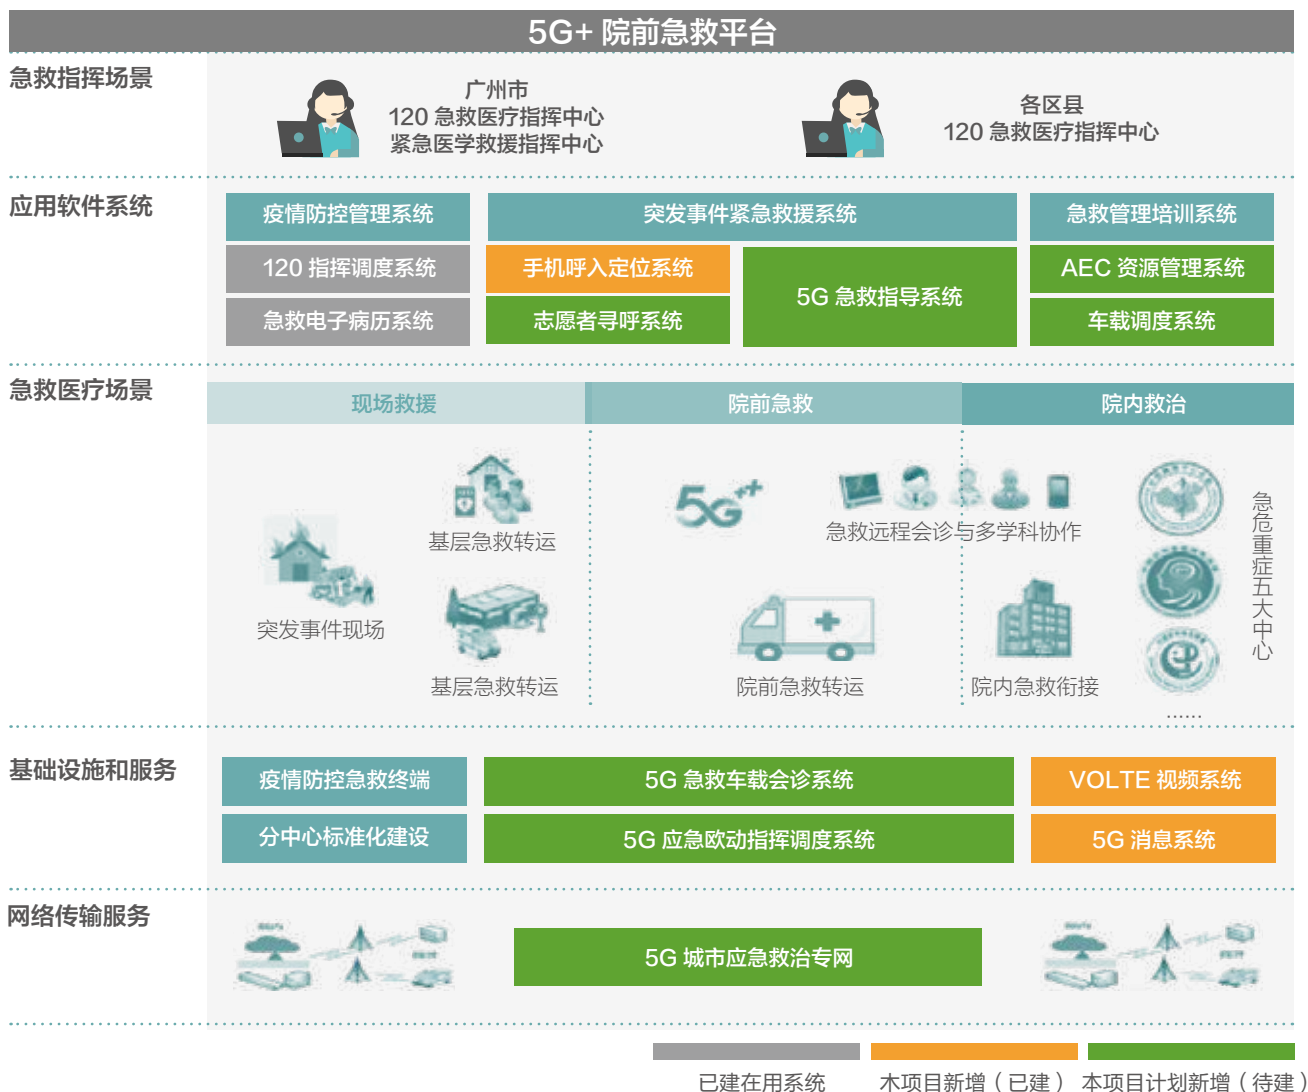 5G+ 院前急救平台
急救指挥场景
广州市
120 急救医疗指挥中心
紧急医学救援指挥中心
各区县
120 急救医疗指挥中心
应用软件系统
疫情防控管理系统
突发事件紧急救援系统
急救管理培训系统
120 指挥调度系统
手机呼入定位系统
5G 急救指导系统
AEC 资源管理系统
急救电子病历系统
志愿者寻呼系统
车载调度系统
急救医疗场景
现场救援
院前急救
院内救治
5G++
基层急救转运
急救远程会诊与多学科协作
急危重症五大中心
突发事件现场
基层急救转运
院前急救转运
院内急救衔接
......
基础设施和服务
疫情防控急救终端
5G 急救车载会诊系统
VOLTE 视频系统
分中心标准化建设
5G 应急欧动指挥调度系统
5G 消息系统
网络传输服务
5G 城市应急救治专网
已建在用系统
木项目新增（已建）
本项目计划新增（待建）